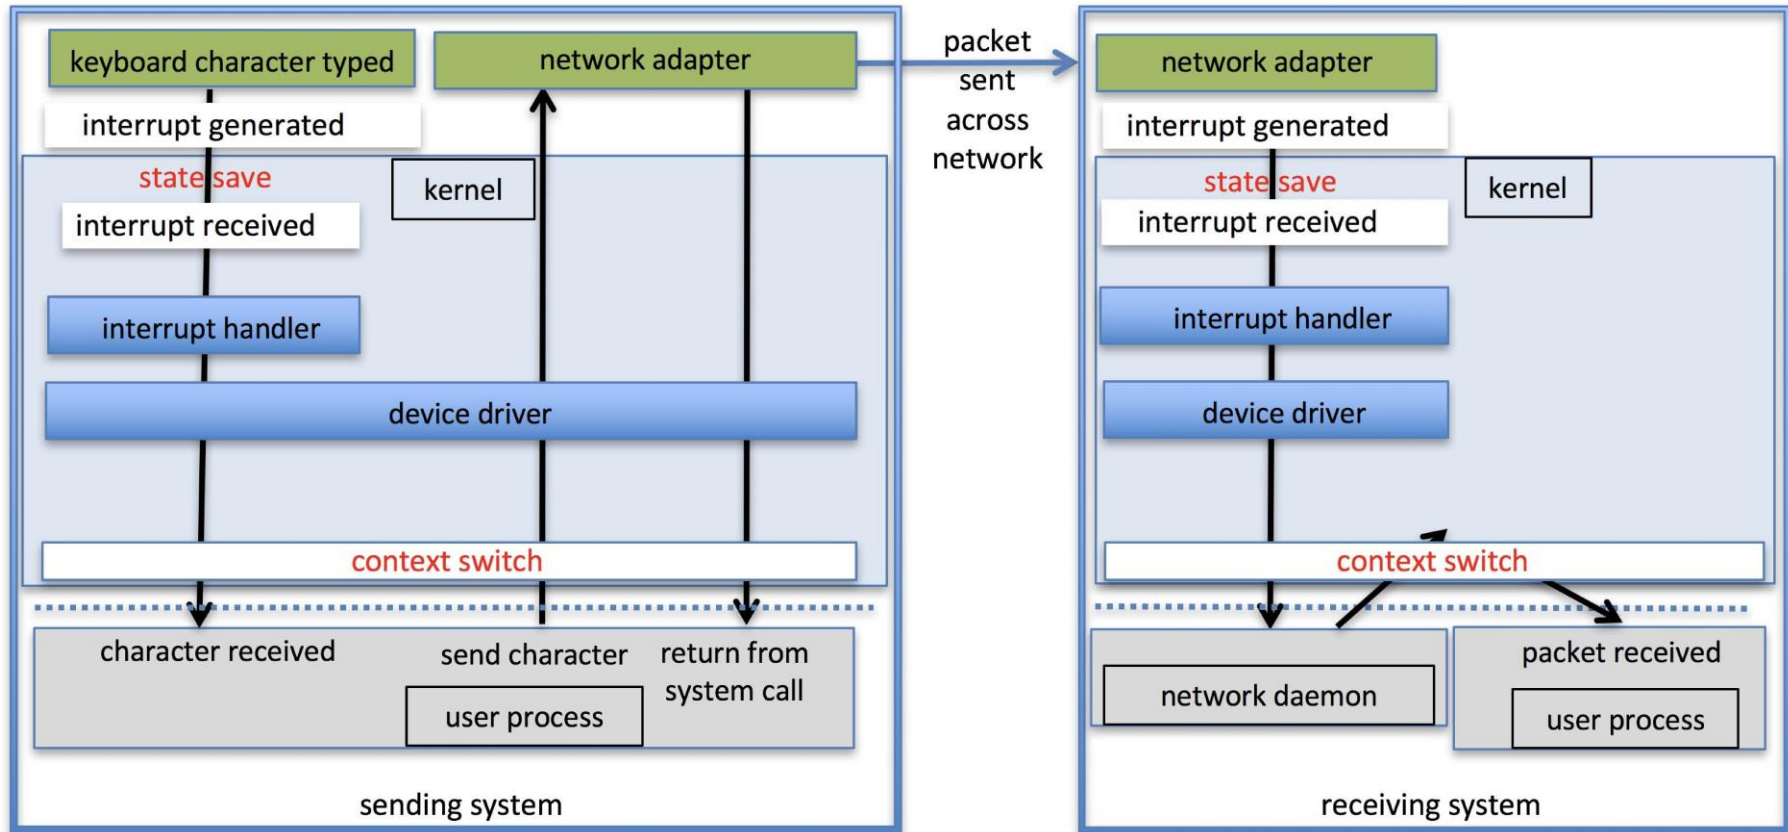 keyboard character typed
network adapter
interrupt generated
state save
kernel
interrupt received
interrupt handler
device driver
context switch
character received
send character
return from
system call
user process
sending system
packet
sent
across
network
network adapter
interrupt generated
state save
kernel
interrupt received
interrupt handler
device driver
context switch
network daemon
packet received
user process
receiving system